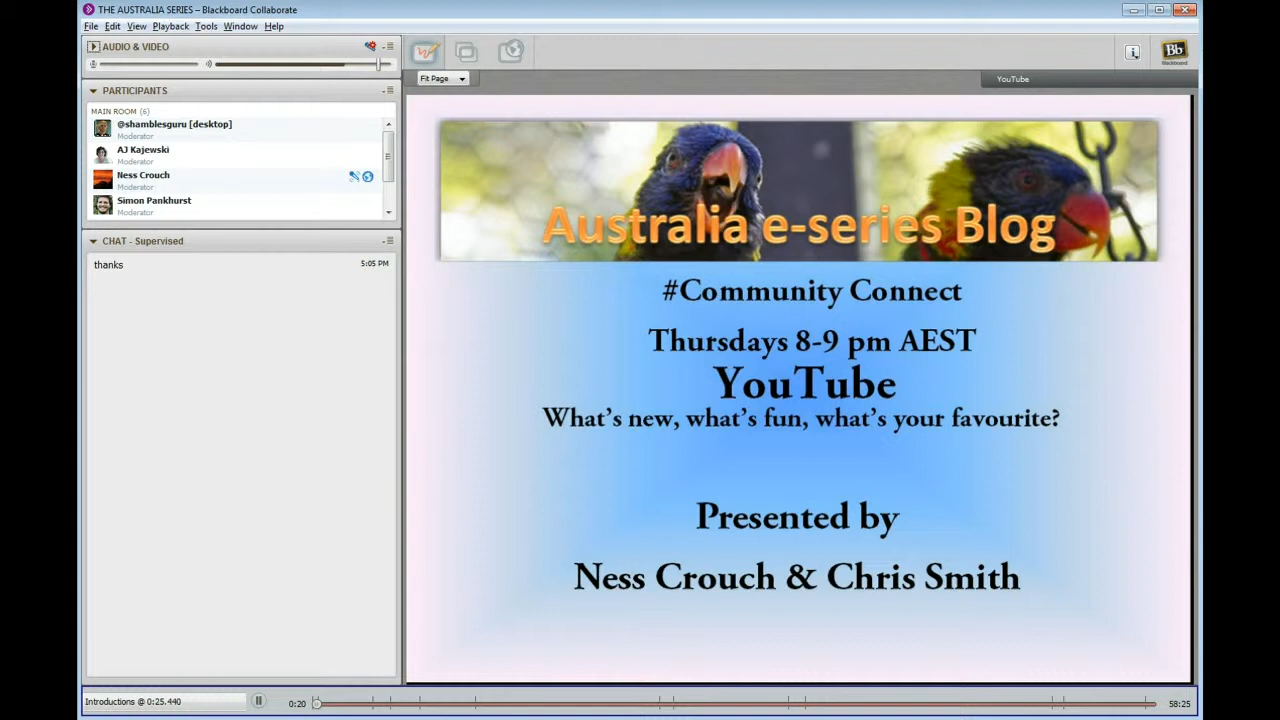 THE AUSTRALIA SERIES – Blackboard Collaborate
File Edit View Playback Tools Window Help
AUDIO & VIDEO
PARTICIPANTS
MAIN ROOM (6)
@shamblesguru [desktop]
Moderator
AJ Kajewski
Moderator
Ness Crouch
Moderator
Simon Pankhurst
Moderator
CHAT - Supervised
thanks 5:05 PM
Bb
Blackboard
Fit Page
YouTube
Australia e-series Blog
#Community Connect
Thursdays 8-9 pm AEST
YouTube
What’s new, what’s fun, what’s your favourite?
Presented by
Ness Crouch & Chris Smith
Introductions @ 0:25.440
0:20
58:25